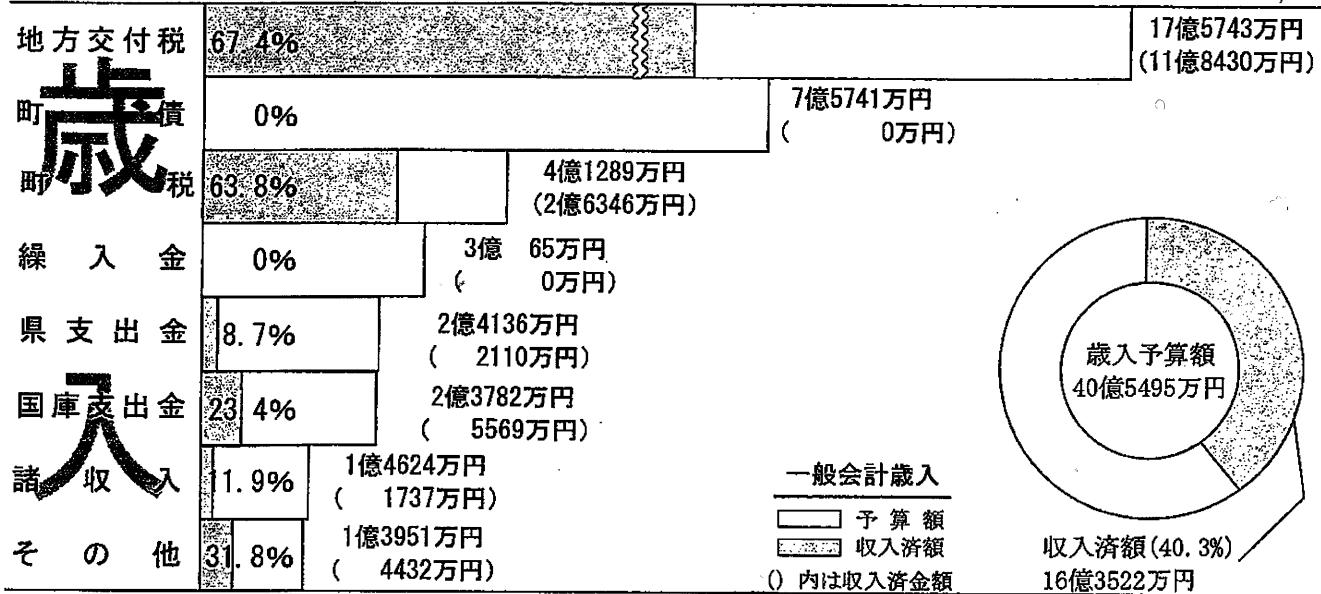 歳入
地方交付税 67.4% 17億5743万円
(11億8430万円)
町債 0% 7億5741万円
( 0万円)
町税 63.8% 4億1289万円
(2億6346万円)
繰入金 0% 3億 65万円
( 0万円)
県支出金 8.7% 2億4136万円
( 2110万円)
国庫支出金 23.4% 2億3782万円
( 5569万円)
諸収入 11.9% 1億4624万円
( 1737万円)
その他 31.8% 1億3951万円
( 4432万円)
歳入予算額
40億5495万円
一般会計歳入
予算額
収入済額
()内は収入済金額
収入済額(40.3%)
16億3522万円